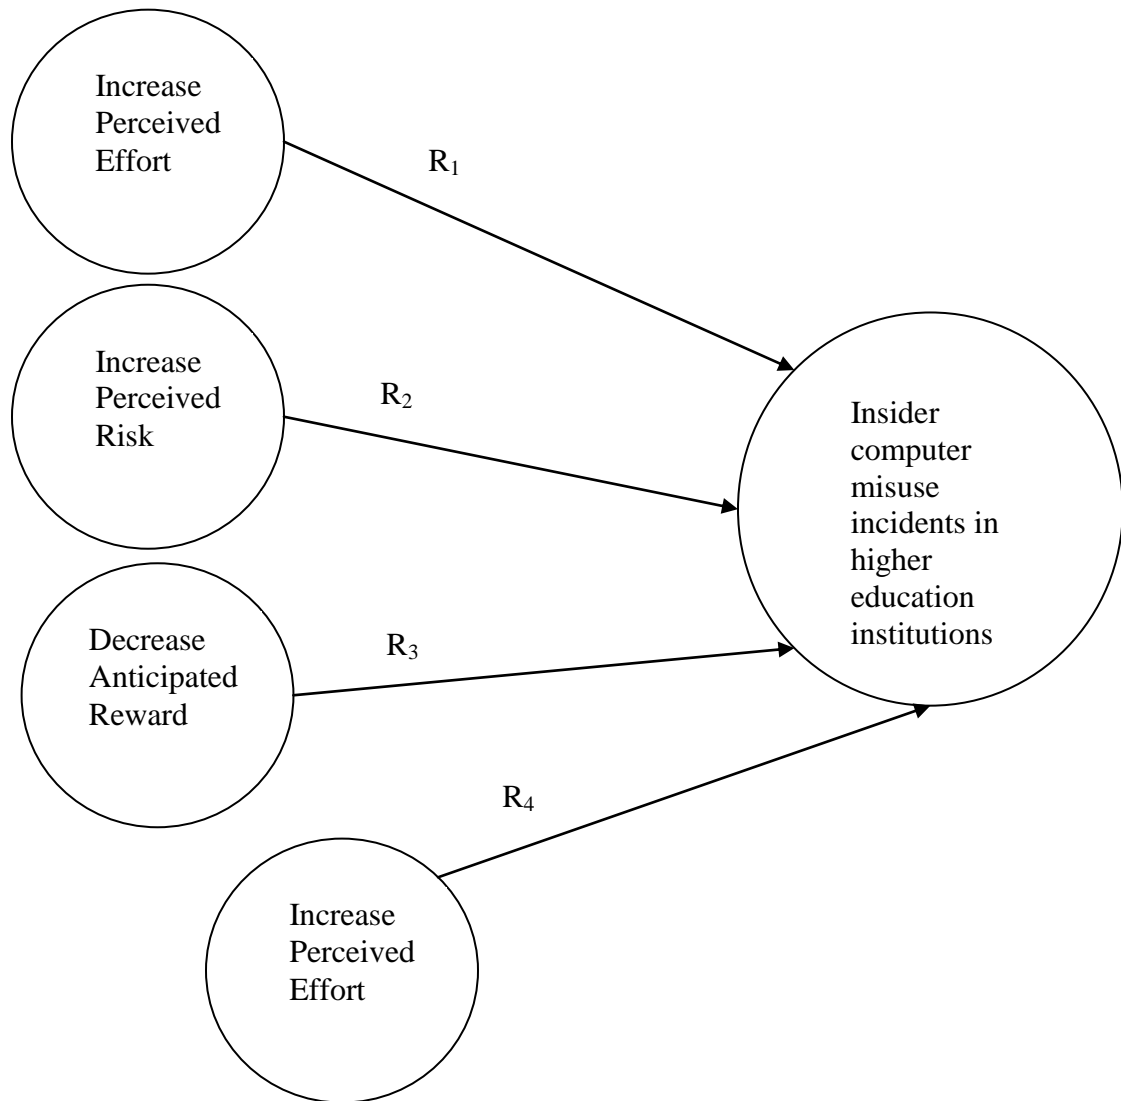 Increase
Perceived
Effort
R₁
Increase
Perceived
Risk
R₂
Insider
computer
misuse
incidents in
higher
education
institutions
Decrease
Anticipated
Reward
R₃
R₄
Increase
Perceived
Effort